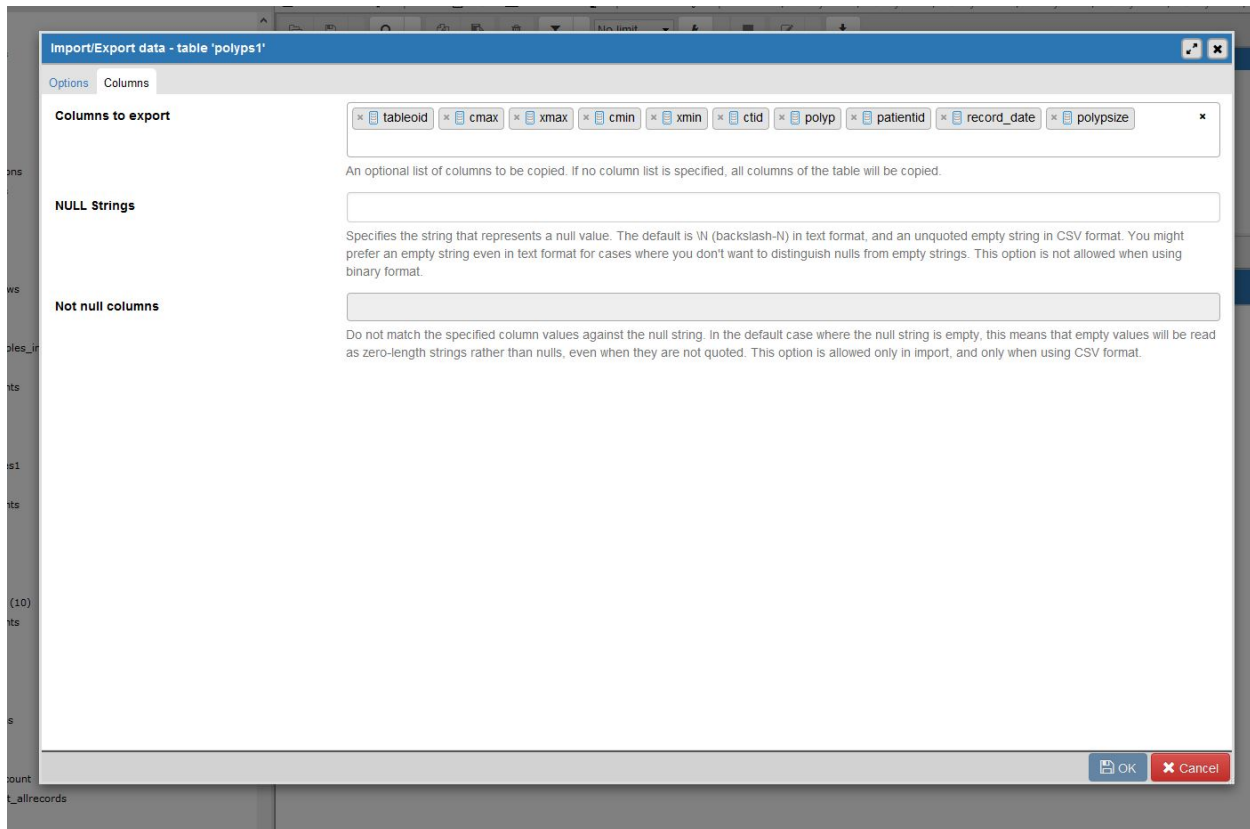 No limit
Import/Export data - table 'polyps1'
Options Columns
Columns to export
× tableoid × cmax × xmax × cmin × xmin × ctid × polyp × patientid × record_date × polypsize ×
An optional list of columns to be copied. If no column list is specified, all columns of the table will be copied.
NULL Strings
Specifies the string that represents a null value. The default is \N (backslash-N) in text format, and an unquoted empty string in CSV format. You might
prefer an empty string even in text format for cases where you don't want to distinguish nulls from empty strings. This option is not allowed when using
binary format.
Not null columns
Do not match the specified column values against the null string. In the default case where the null string is empty, this means that empty values will be read
as zero-length strings rather than nulls, even when they are not quoted. This option is allowed only in import, and only when using CSV format.
OK Cancel
ons
ws
oles_in
nts
es1
nts
(10)
nts
s
count
t_allrecords